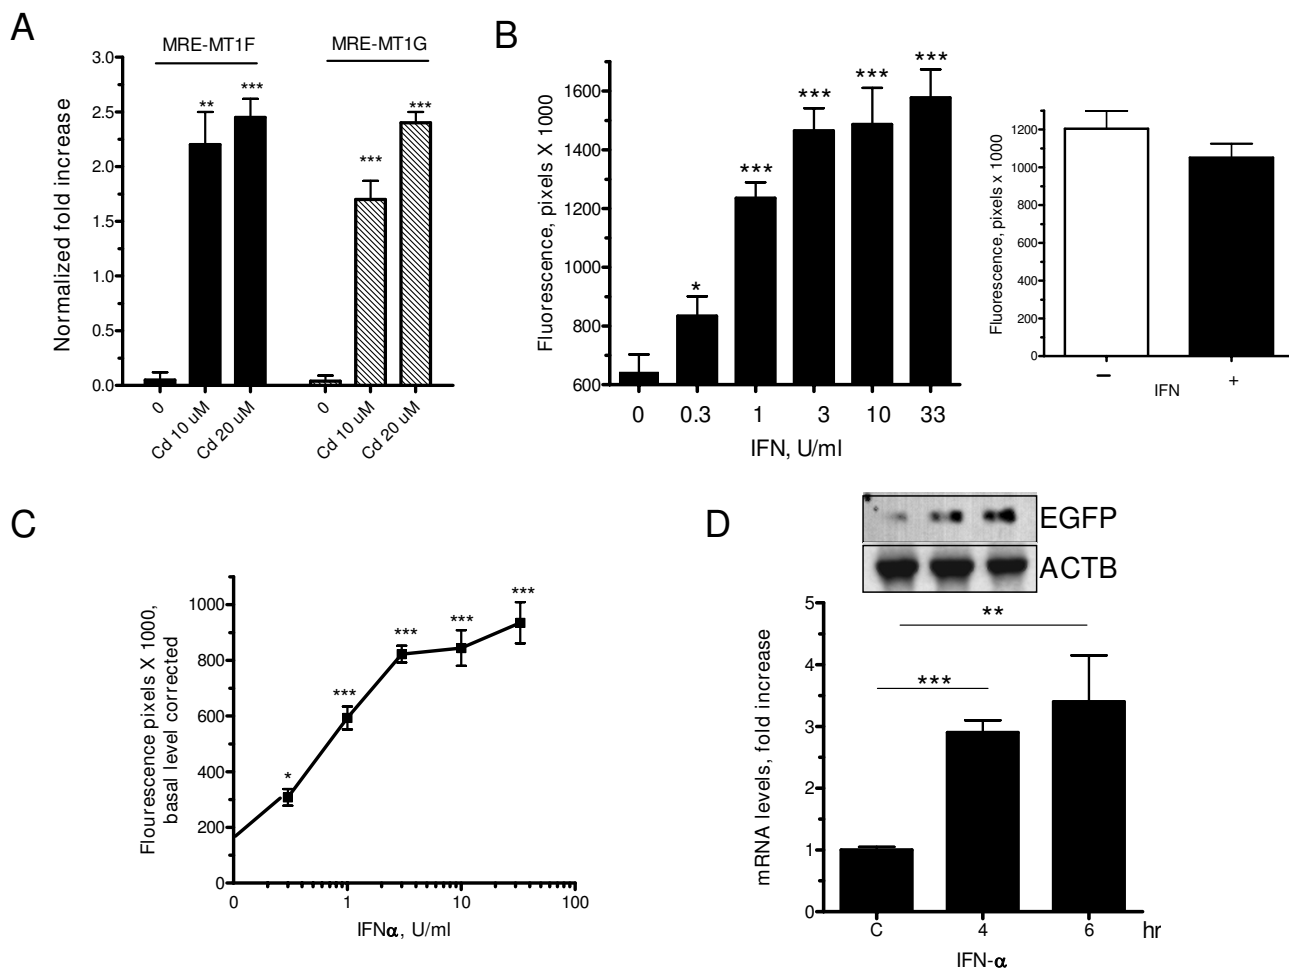 A
MRE-MT1F
MRE-MT1G
Normalized fold increase
3.0
2.5
2.0
1.5
1.0
0.5
0.0
**
***
***
***
0
Cd 10 uM
Cd 20 uM
0
Cd 10 uM
Cd 20 uM
B
Fluorescence, pixels X 1000
1600
1400
1200
1000
800
600
*
***
***
***
***
0
0.3
1
3
10
33
IFN, U/ml
Fluorescence, pixels x 1000
1200
1000
800
600
400
200
0
–
+
IFN
C
Flourescence pixels X 1000,
basal level corrected
1000
800
600
400
200
0
*
***
***
***
***
0
1
10
100
IFNα, U/ml
D
EGFP
ACTB
mRNA levels, fold increase
5
4
3
2
1
0
**
***
C
4
6
hr
IFN-α